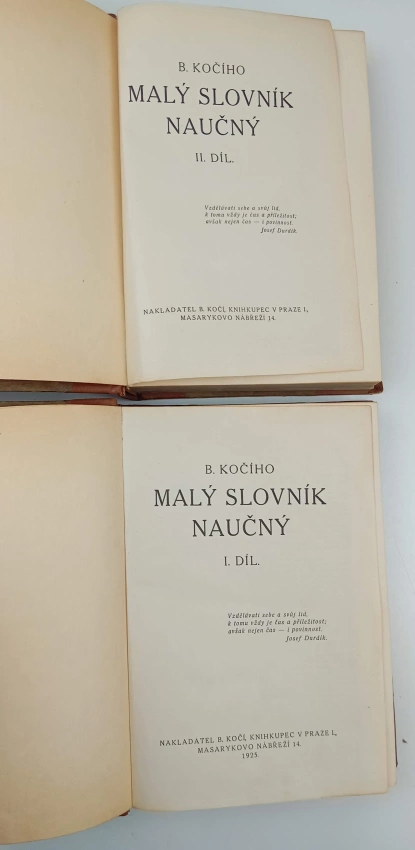 B. KOČÍHO
MALÝ SLOVNÍK
NAUČNÝ
II. DÍL.
Vzdělávati sebe a svůj lid,
k tomu vždy je čas a příležitost;
avšak nejen čas — i povinnost.
Josef Durdík.
NAKLADATEL B. KOČÍ, KNIHKUPEC V PRAZE I.,
MASARYKOVO NÁBŘEŽÍ 14.
B. KOČÍHO
MALÝ SLOVNÍK
NAUČNÝ
I. DÍL.
Vzdělávati sebe a svůj lid,
k tomu vždy je čas a příležitost;
avšak nejen čas — i povinnost.
Josef Durdík.
NAKLADATEL B. KOČÍ, KNIHKUPEC V PRAZE I.,
MASARYKOVO NÁBŘEŽÍ 14.
1925.